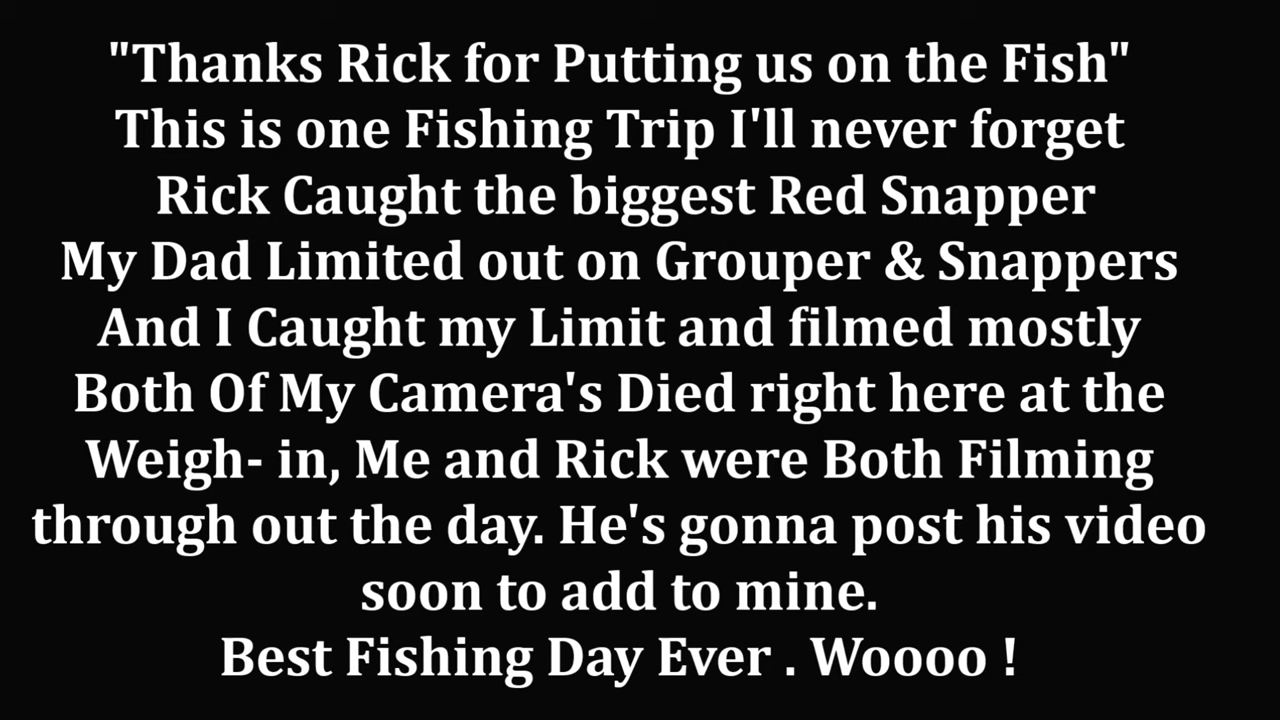 "Thanks Rick for Putting us on the Fish"
This is one Fishing Trip I'll never forget
Rick Caught the biggest Red Snapper
My Dad Limited out on Grouper & Snappers
And I Caught my Limit and filmed mostly
Both Of My Camera's Died right here at the
Weigh- in, Me and Rick were Both Filming
through out the day. He's gonna post his video
soon to add to mine.
Best Fishing Day Ever . Woooo !